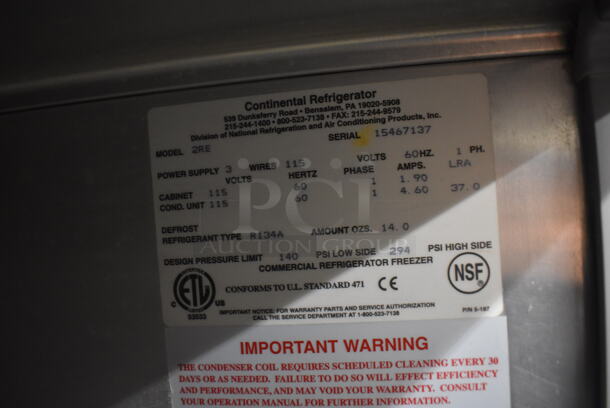 Continental Refrigerator
539 Dunksferry Road • Bensalem, PA 19020-5908
215-244-1400 • 800-523-7138 • FAX: 215-244-9579
Division of National Refrigeration and Air Conditioning Products, Inc.
MODEL 2RE SERIAL 15467137
POWER SUPPLY 3 WIRES 115 VOLTS 60HZ. 1 PH.
VOLTS HERTZ PHASE AMPS. LRA
CABINET 115 60 1 1.90
COND. UNIT 115 60 1 4.60 37.0
DEFROST
REFRIGERANT TYPE R134A AMOUNT OZS. 14.0
DESIGN PRESSURE LIMIT 140 PSI LOW SIDE 294 PSI HIGH SIDE
COMMERCIAL REFRIGERATOR FREEZER
CONFORMS TO U.L. STANDARD 471 CE
C ETL US
53533
NSF
IMPORTANT NOTICE: FOR WARRANTY PARTS AND SERVICE AUTHORIZATION
CALL THE SERVICE DEPARTMENT AT 1-800-523-7138
P/N 5-187
PCI
AUCTION GROUP
IMPORTANT WARNING
THE CONDENSER COIL REQUIRES SCHEDULED CLEANING EVERY 30
DAYS OR AS NEEDED. FAILURE TO DO SO WILL EFFECT EFFICIENCY
AND PERFORMANCE, AND MAY VOID YOUR WARRANTY. CONSULT
YOUR OPERATION MANUAL FOR FURTHER INFORMATION.